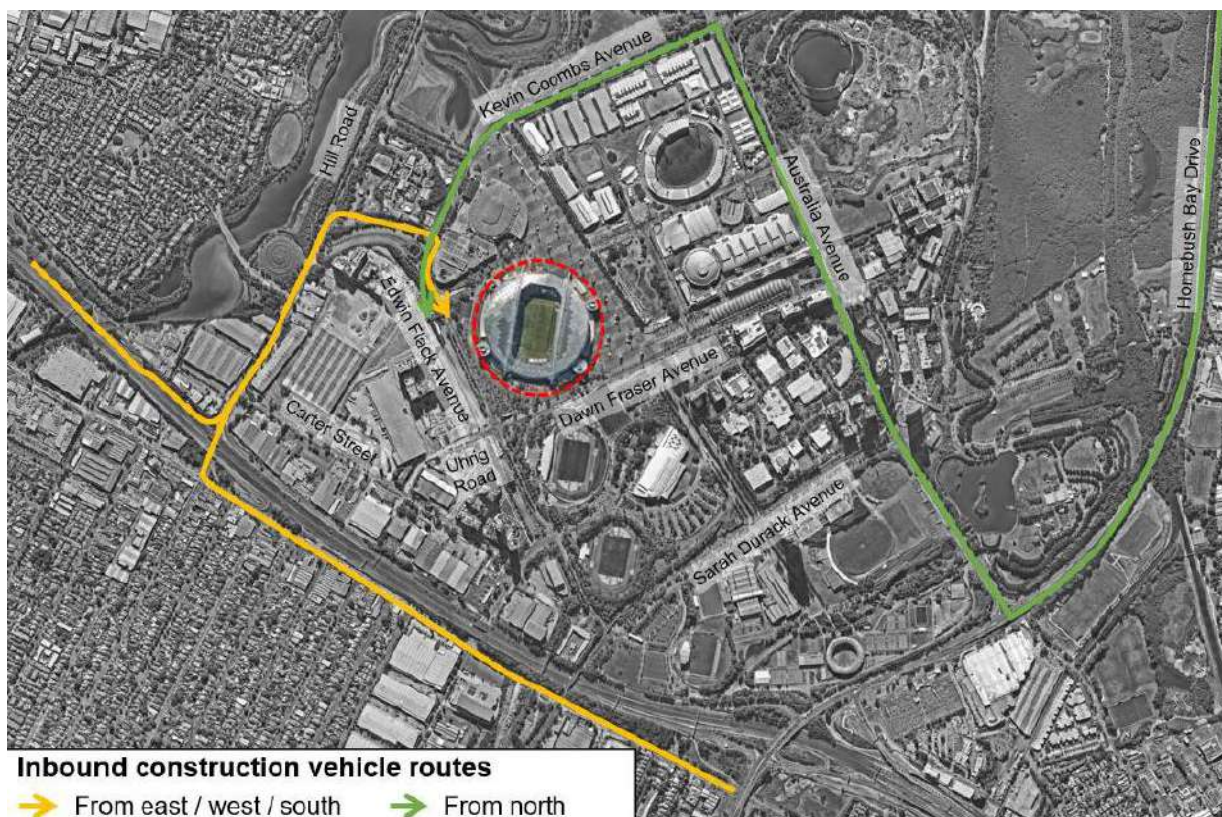 Kevin Coombs Avenue
Hill Road
Australia Avenue
Homebush Bay Drive
Edwin Flack Avenue
Dawn Fraser Avenue
Carter Street
Uhrig
Road
Sarah Durack Avenue
Inbound construction vehicle routes
From east / west / south
From north